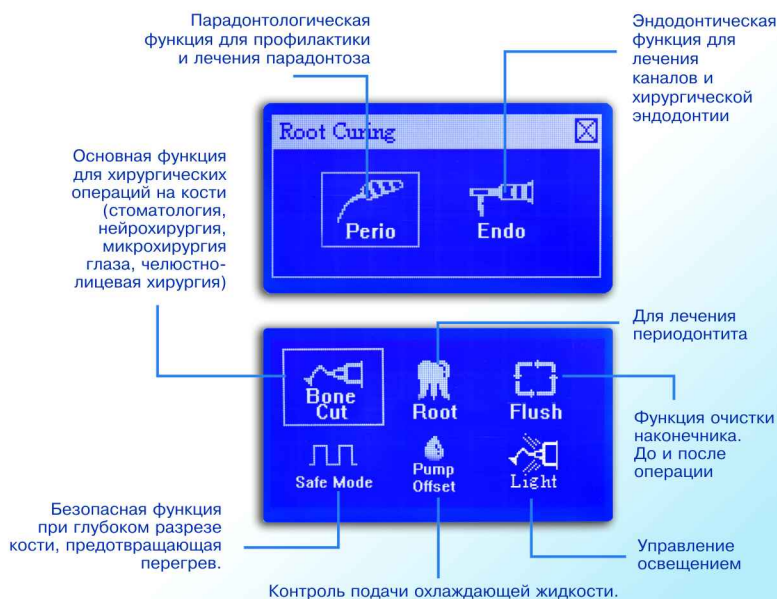 Парадонтологическая
функция для профилактики
и лечения парадонтоза
Эндодонтическая
функция для
лечения
каналов и
хирургической
эндодонтии
Root Curing
Perio
Endo
Основная функция
для хирургических
операций на кости
(стоматология,
нейрохирургия,
микрохирургия
глаза, челюстно-
лицевая хирургия)
Для лечения
периодонтита
Bone
Cut
Root
Flush
Функция очистки
наконечника.
До и после
операции
Safe Mode
Pump
Offset
Light
Безопасная функция
при глубоком разрезе
кости, предотвращающая
перегрев.
Управление
освещением
Контроль подачи охлаждающей жидкости.